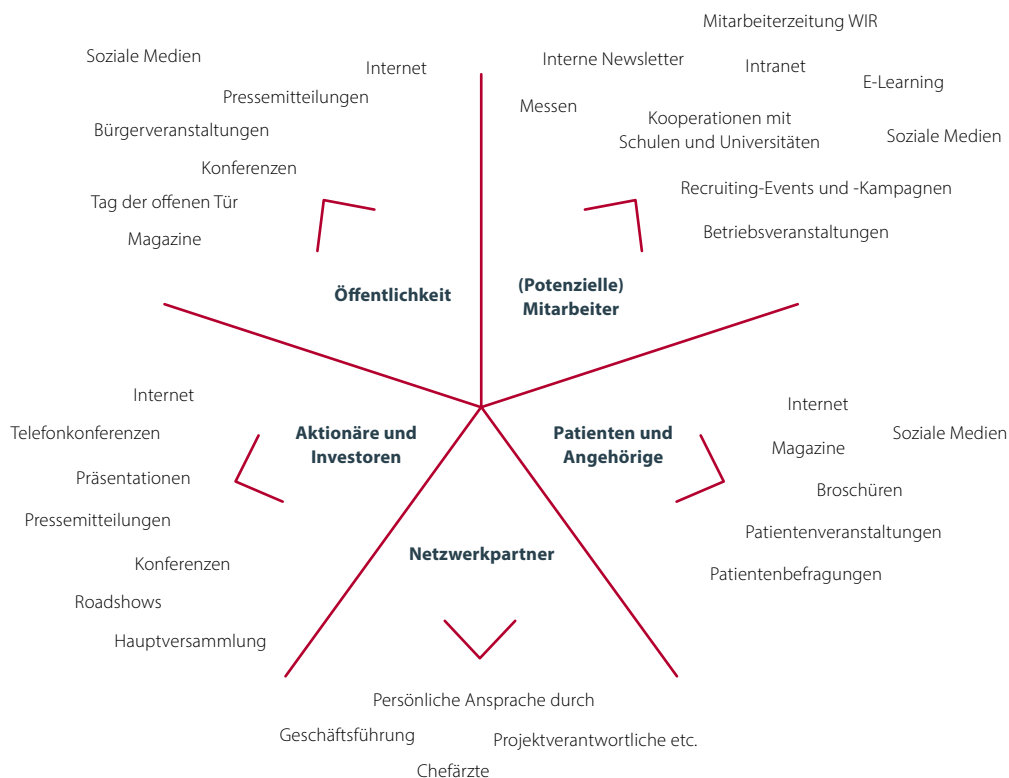 Soziale Medien
Internet
Pressemitteilungen
Bürgerveranstaltungen
Konferenzen
Tag der offenen Tür
Magazine
Öffentlichkeit
Mitarbeiterzeitung WIR
Interne Newsletter
Intranet
E-Learning
Messen
Kooperationen mit
Schulen und Universitäten
Soziale Medien
Recruiting-Events und -Kampagnen
Betriebsveranstaltungen
(Potenzielle)
Mitarbeiter
Internet
Telefonkonferenzen
Präsentationen
Pressemitteilungen
Konferenzen
Roadshows
Hauptversammlung
Aktionäre und
Investoren
Patienten und
Angehörige
Internet
Soziale Medien
Magazine
Broschüren
Patientenveranstaltungen
Patientenbefragungen
Netzwerkpartner
Persönliche Ansprache durch
Geschäftsführung
Projektverantwortliche etc.
Chefärzte